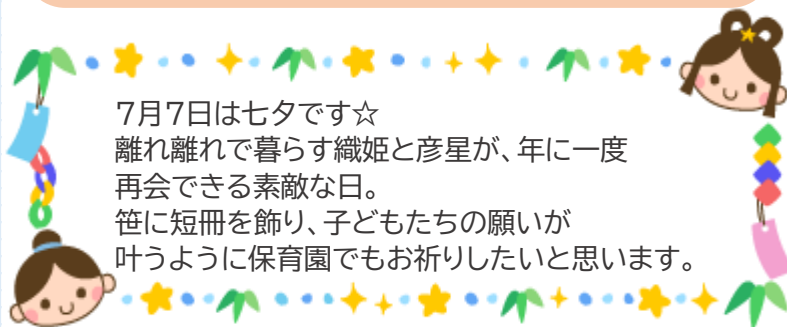 7月7日は七夕です☆
離れ離れで暮らす織姫と彦星が、年に一度
再会できる素敵な日。
笹に短冊を飾り、子どもたちの願いが
叶うように保育園でもお祈りしたいと思います。